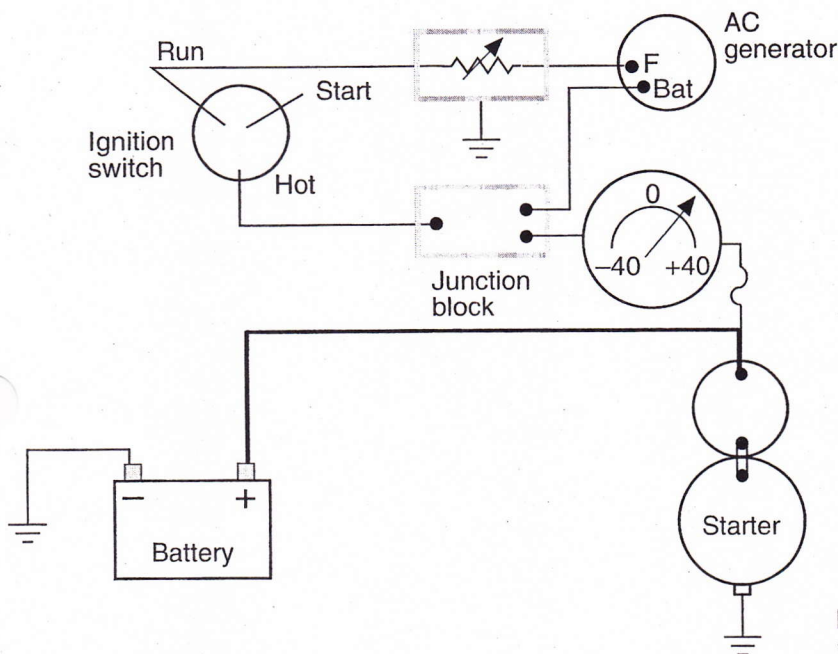 AC
generator
Run
F
Start
Bat
Ignition
switch
Hot
0
–40 +40
Junction
block
– +
Battery
Starter